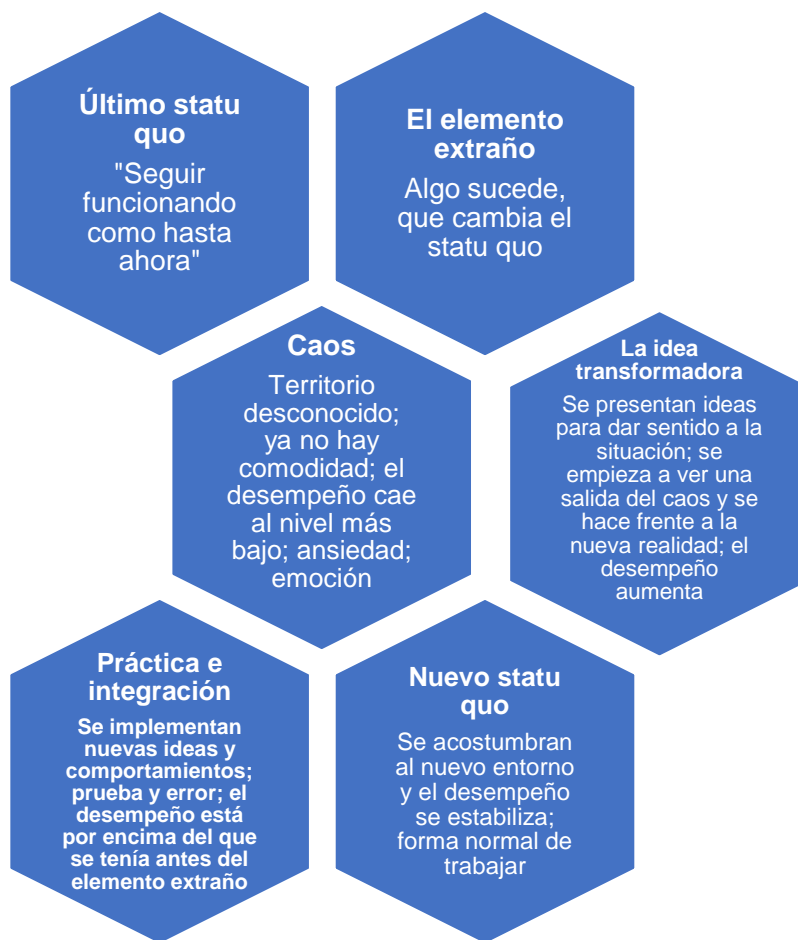 Último statu
quo
"Seguir
funcionando
como hasta
ahora"
El elemento
extraño
Algo sucede,
que cambia el
statu quo
Caos
Territorio
desconocido;
ya no hay
comodidad; el
desempeño cae
al nivel más
bajo; ansiedad;
emoción
La idea
transformadora
Se presentan ideas
para dar sentido a la
situación; se
empieza a ver una
salida del caos y se
hace frente a la
nueva realidad; el
desempeño
aumenta
Práctica e
integración
Se implementan
nuevas ideas y
comportamientos;
prueba y error; el
desempeño está
por encima del que
se tenía antes del
elemento extraño
Nuevo statu
quo
Se acostumbran
al nuevo entorno
y el desempeño
se estabiliza;
forma normal de
trabajar